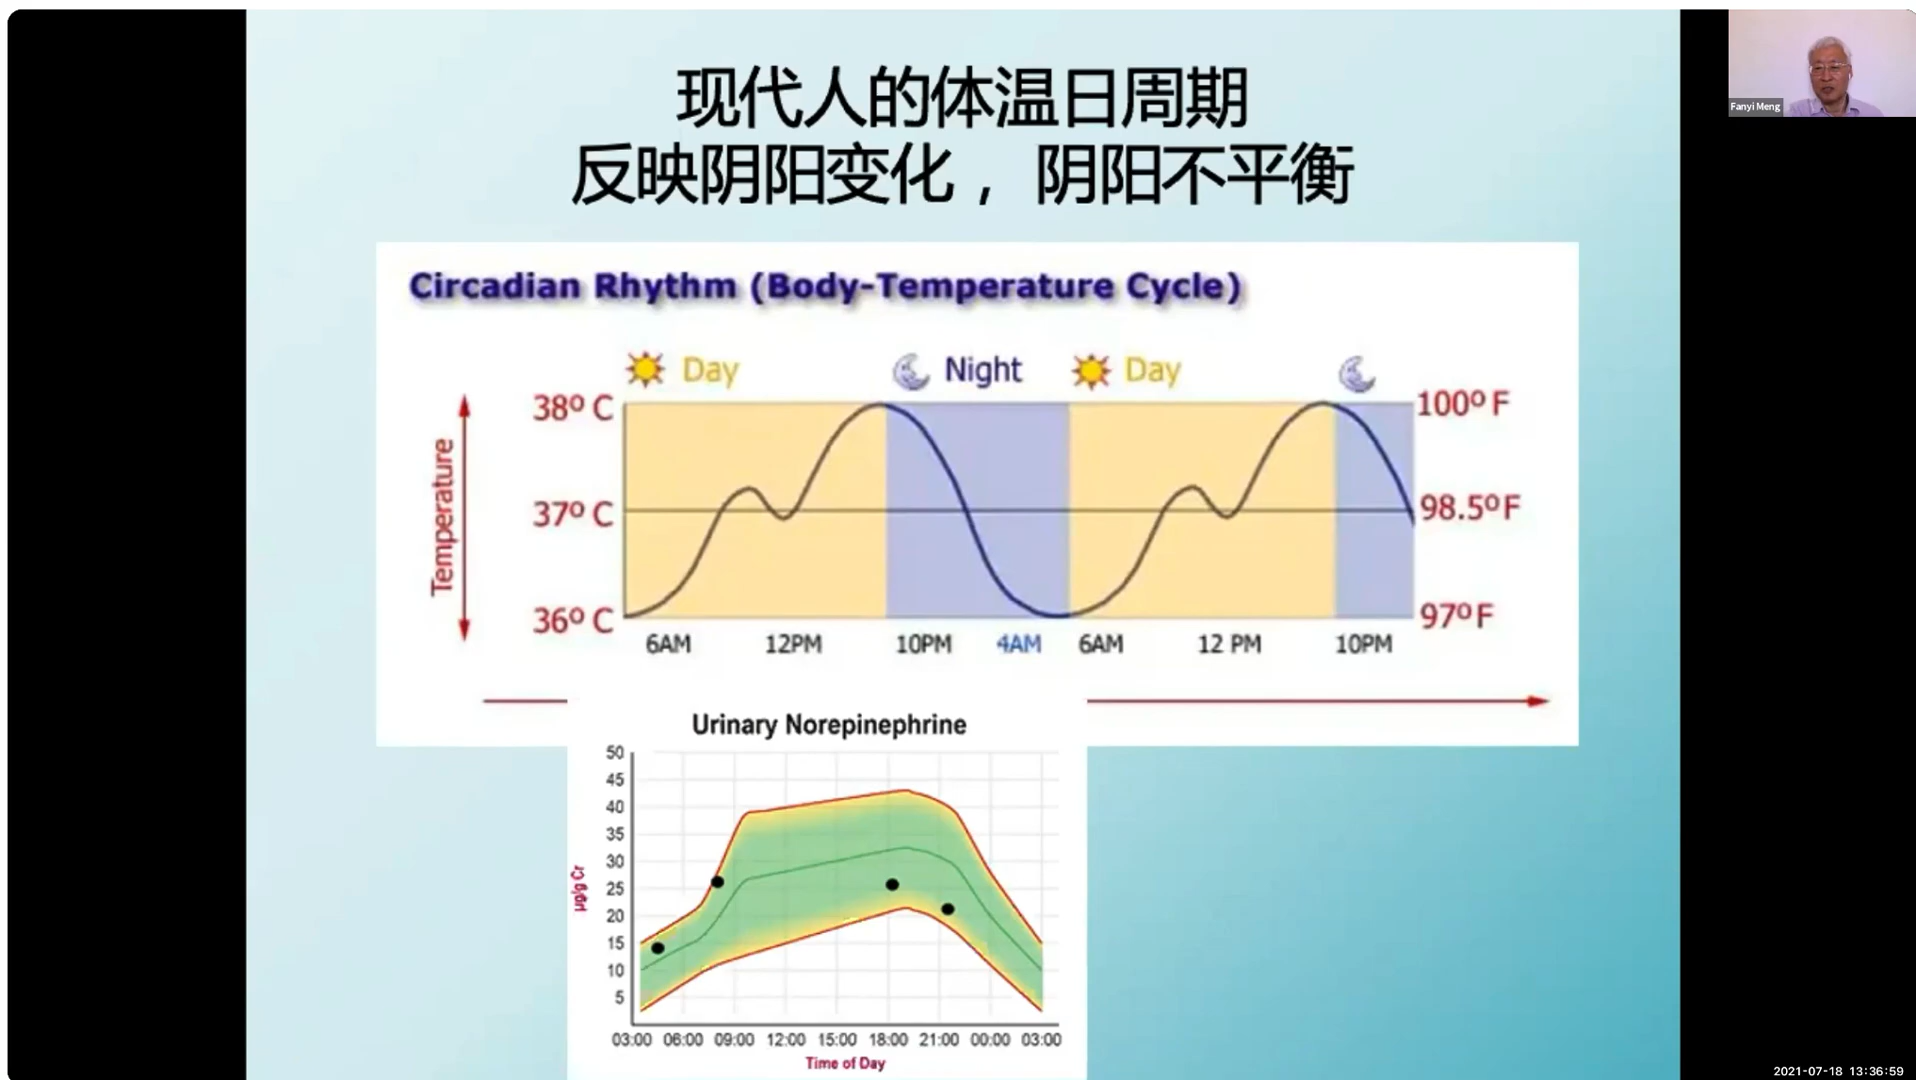 现代人的体温日周期
反映阴阳变化，阴阳不平衡
Fanyi Meng
Circadian Rhythm (Body-Temperature Cycle)
Day Night Day
38º C 100º F
37º C 98.5º F
36º C 97º F
Temperature
6AM 12PM 10PM 4AM 6AM 12 PM 10PM
Urinary Norepinephrine
50
45
40
35
30
25
20
15
10
5
µg/g Cr
03:00 06:00 09:00 12:00 15:00 18:00 21:00 00:00 03:00
Time of Day
2021-07-18 13:36:59